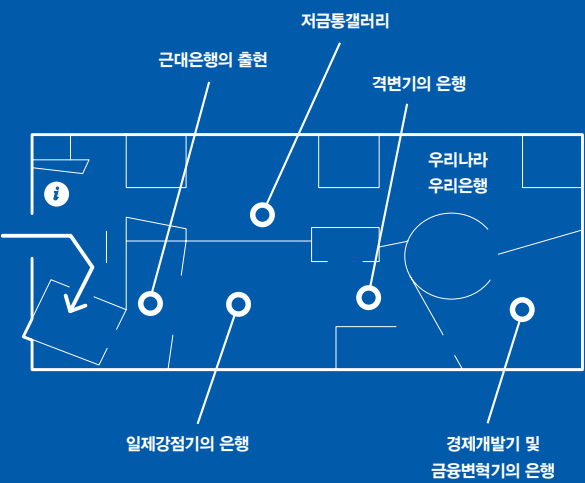 저금통갤러리
근대은행의 출현
격변기의 은행
우리나라
우리은행
i
일제강점기의 은행
경제개발기 및
금융변혁기의 은행